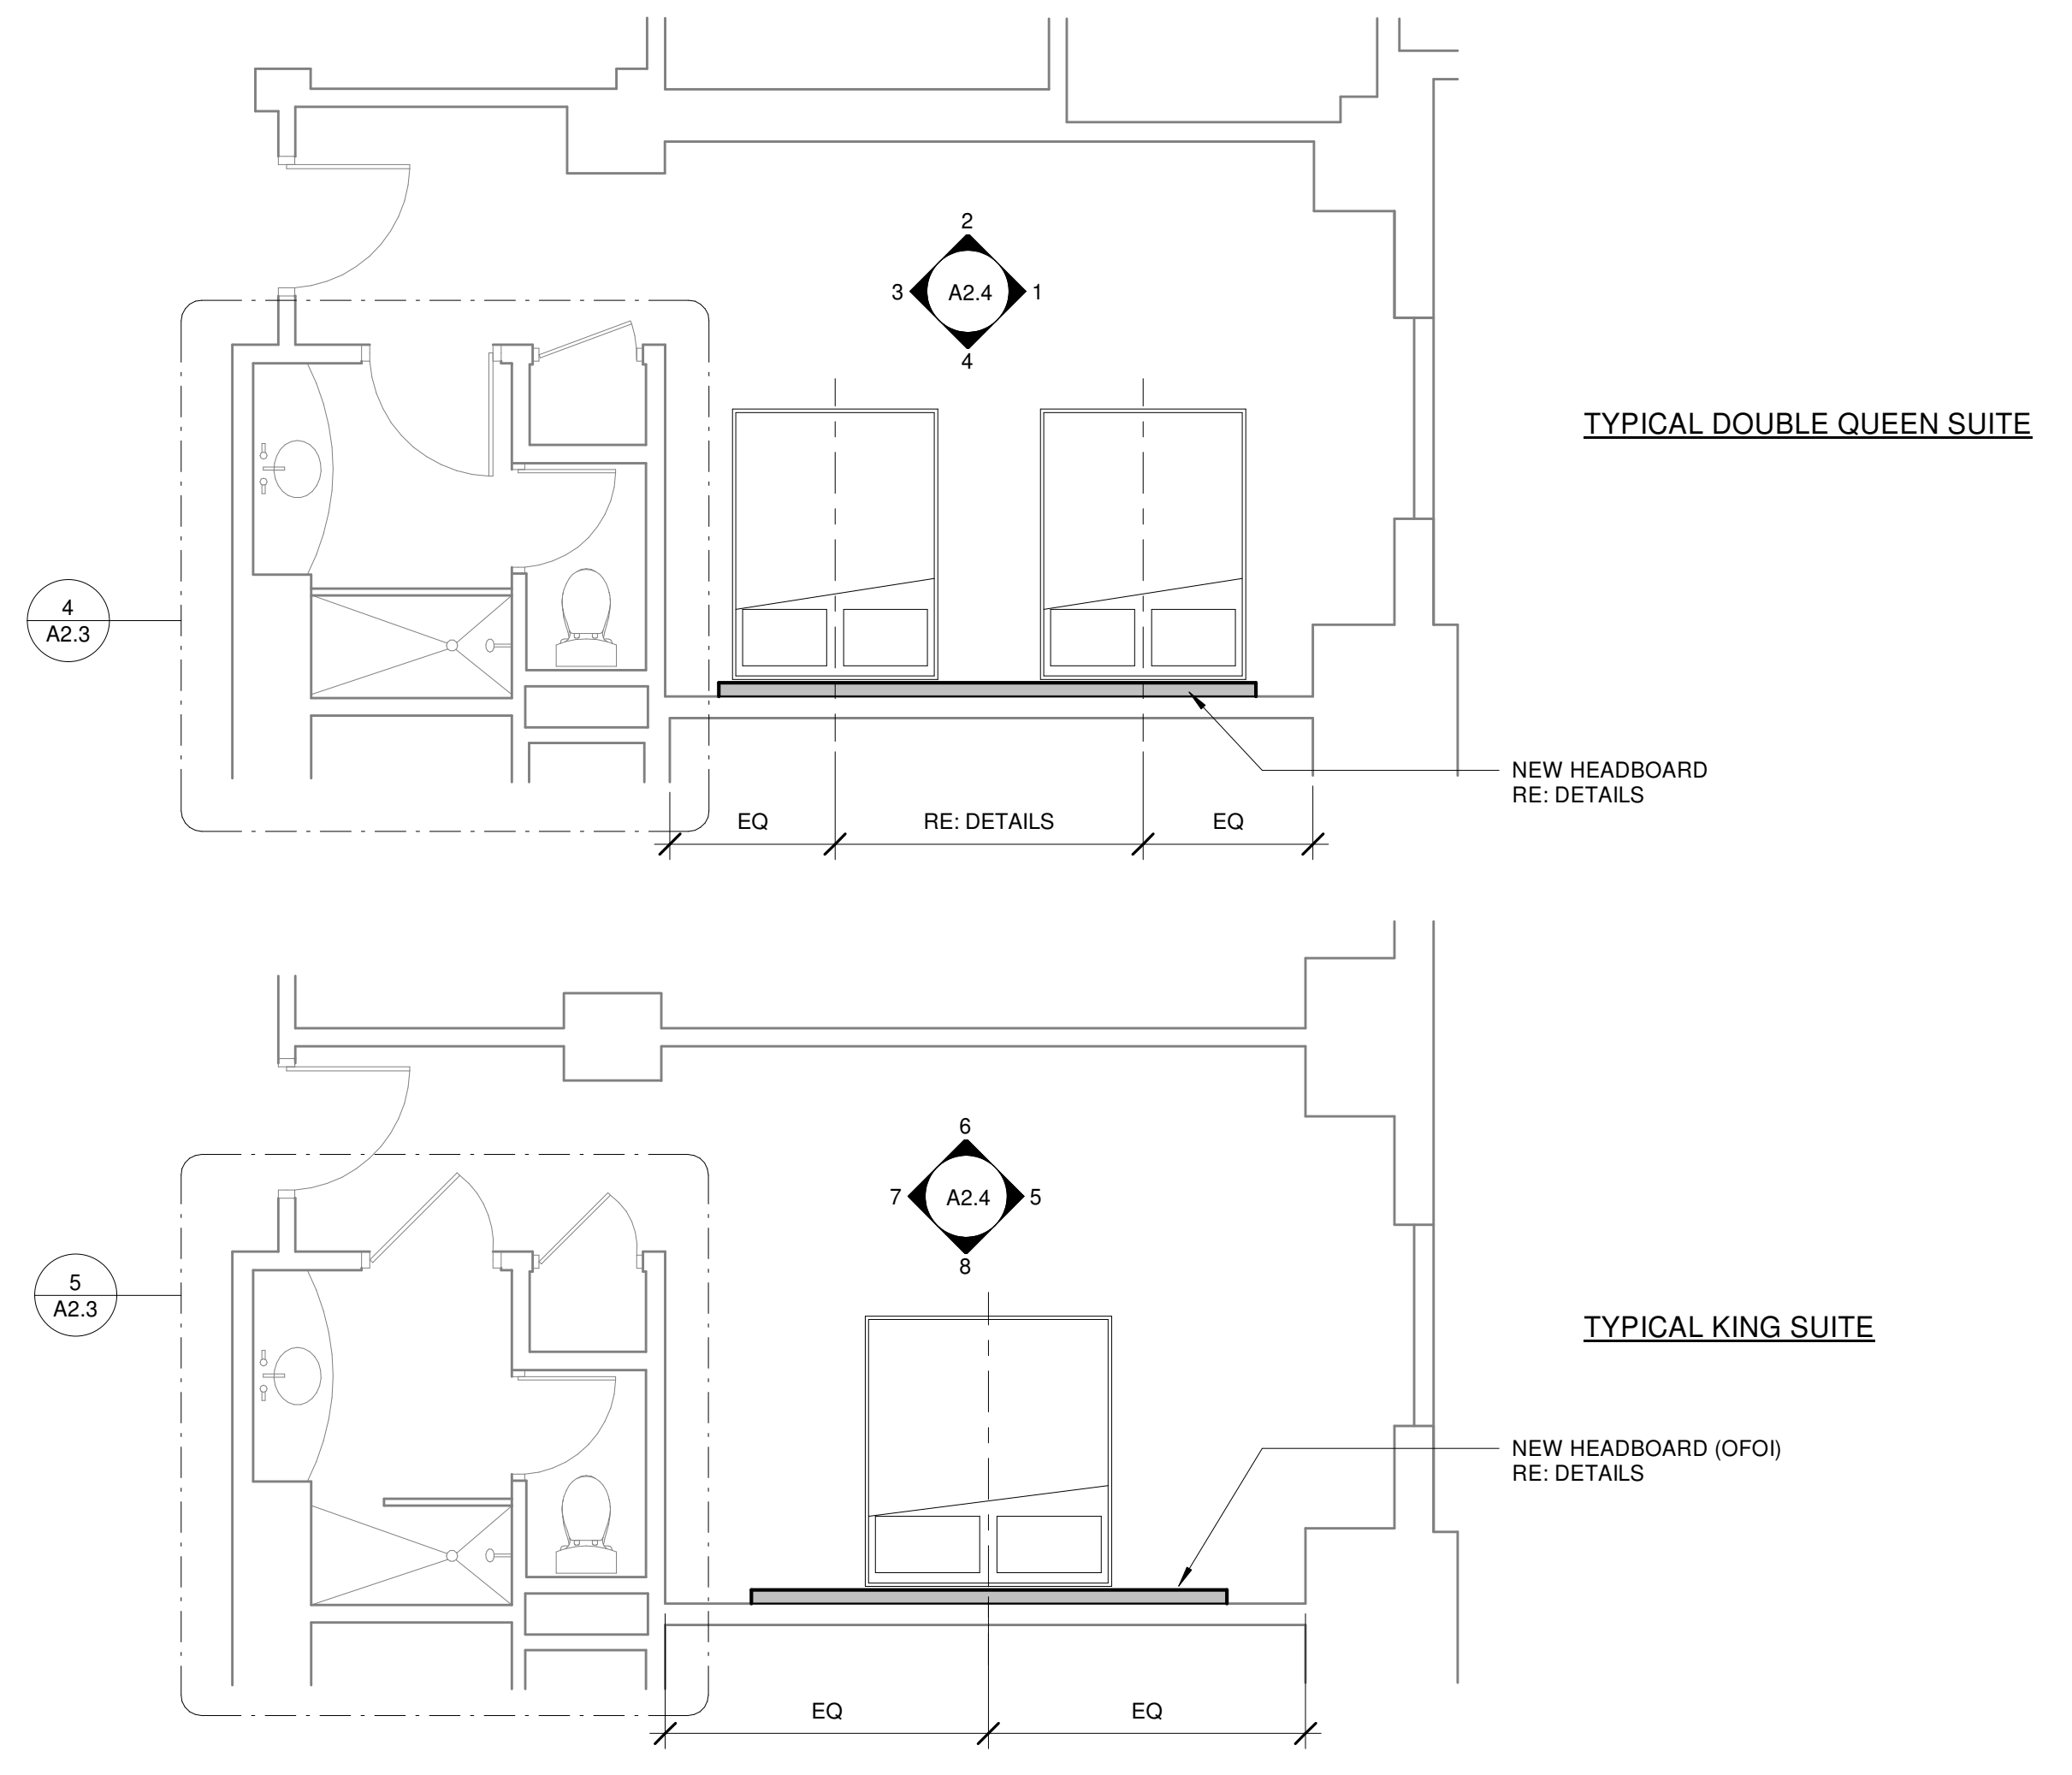 2
3
A2.4
1
4
TYPICAL DOUBLE QUEEN SUITE
4
A2.3
NEW HEADBOARD
RE: DETAILS
EQ
RE: DETAILS
EQ
6
7
A2.4
5
8
5
A2.3
TYPICAL KING SUITE
NEW HEADBOARD (OFOI)
RE: DETAILS
EQ
EQ